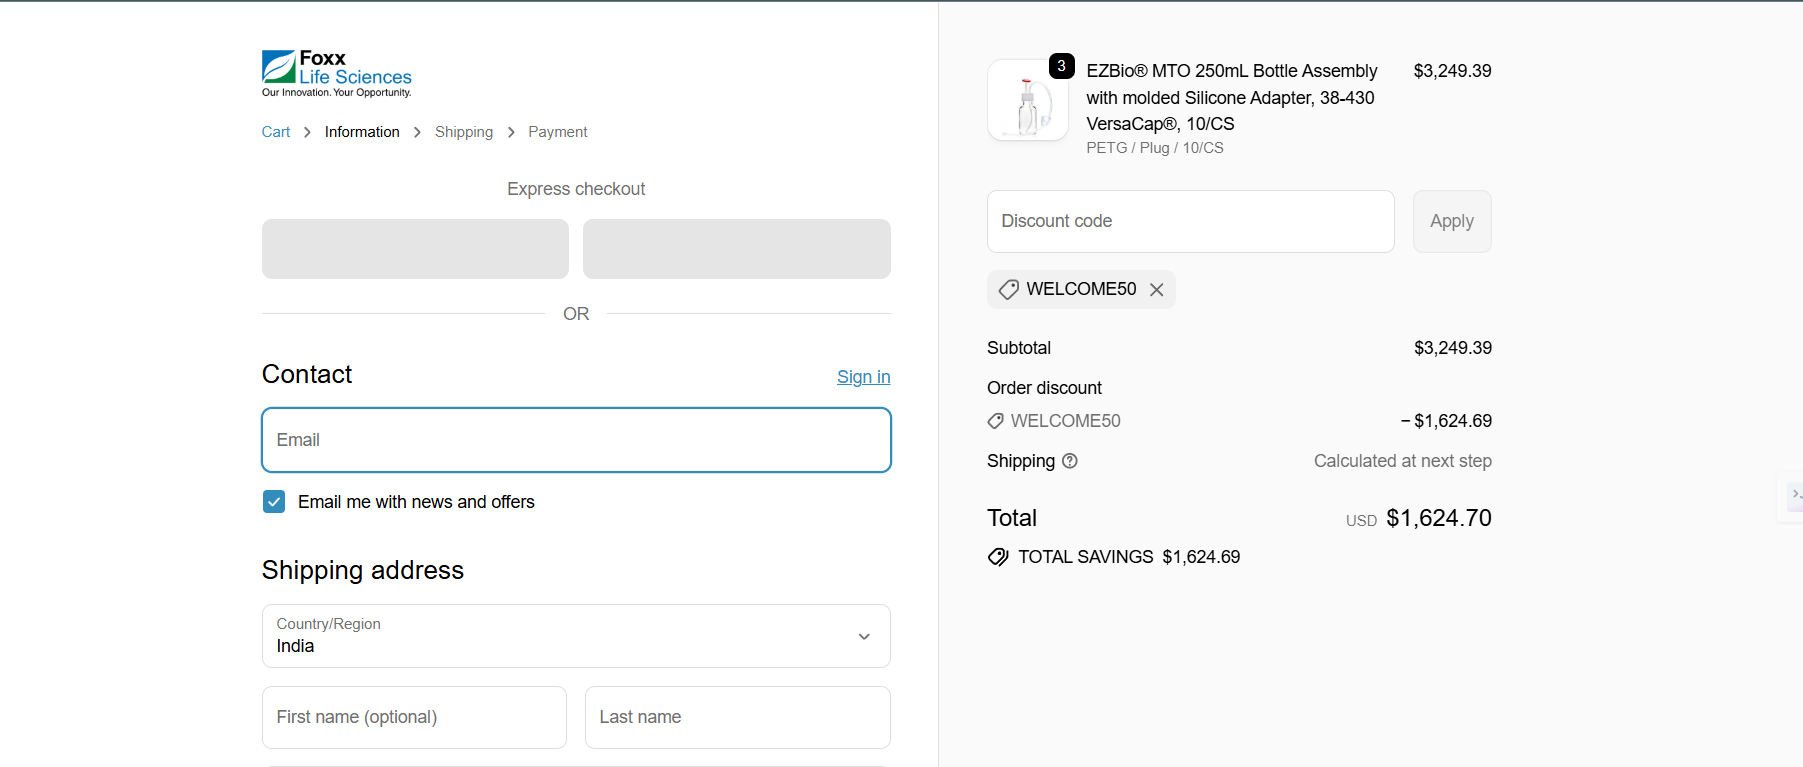 Foxx
Life Sciences
Our Innovation. Your Opportunity.
Cart > Information > Shipping > Payment
Express checkout
OR
Contact
Sign in
Email
Email me with news and offers
Shipping address
Country/Region
India
First name (optional)
Last name
3
EZBio® MTO 250mL Bottle Assembly
with molded Silicone Adapter, 38-430
VersaCap®, 10/CS
PETG / Plug / 10/CS
$3,249.39
Discount code
Apply
WELCOME50
Subtotal
$3,249.39
Order discount
WELCOME50
− $1,624.69
Shipping
Calculated at next step
Total
USD $1,624.70
TOTAL SAVINGS $1,624.69